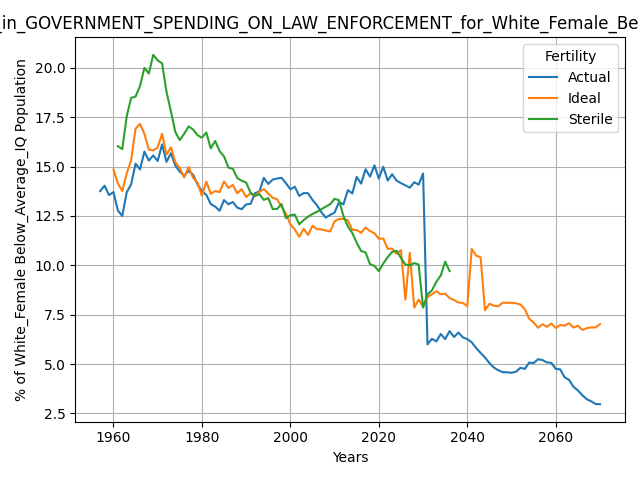 _in_GOVERNMENT_SPENDING_ON_LAW_ENFORCEMENT_for_White_Female_Be
Fertility
Actual
Ideal
Sterile
% of White_Female Below_Average_IQ Population
20.0
17.5
15.0
12.5
10.0
7.5
5.0
2.5
1960 1980 2000 2020 2040 2060
Years